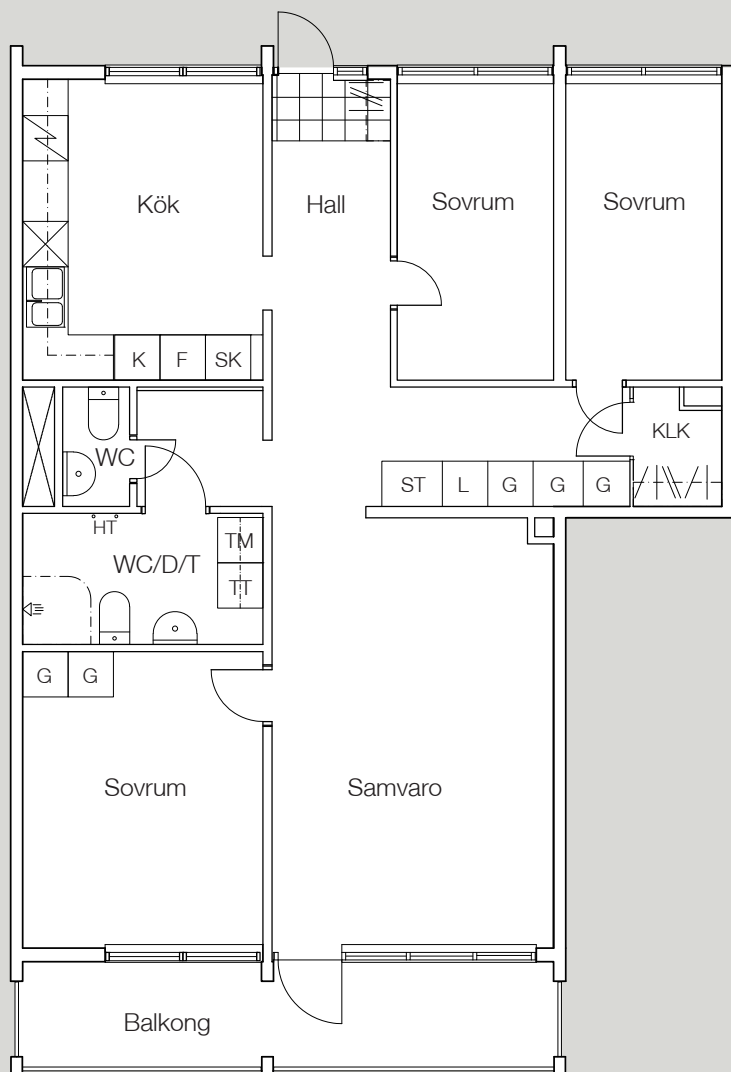 Kök
Hall
Sovrum
Sovrum
K
F
SK
WC
KLK
ST
L
G
G
G
HT
WC/D/T
TM
TT
G
G
Sovrum
Samvaro
Balkong